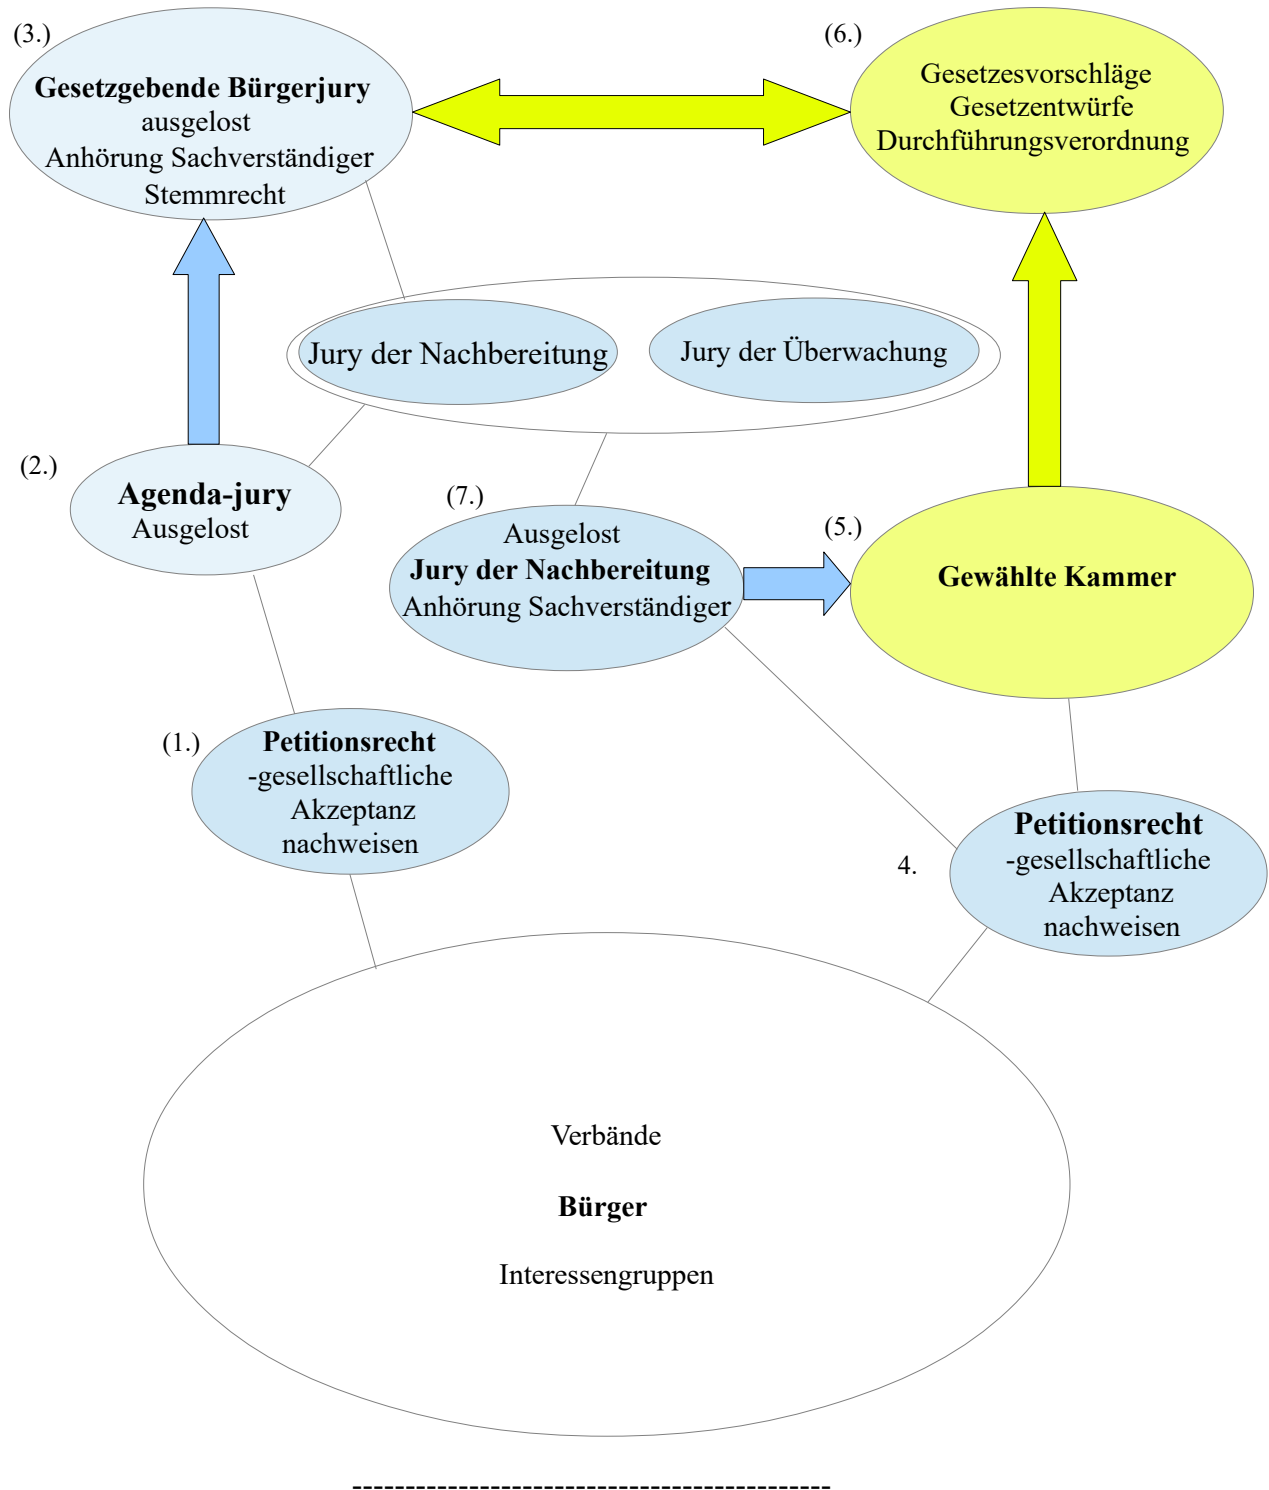 (3.)
Gesetzgebende Bürgerjury
ausgelost
Anhörung Sachverständiger
Stemmrecht
(6.)
Gesetzesvorschläge
Gesetzentwürfe
Durchführungsverordnung
Jury der Nachbereitung
Jury der Überwachung
(2.)
Agenda-jury
Ausgelost
(7.)
Ausgelost
Jury der Nachbereitung
Anhörung Sachverständiger
(5.)
Gewählte Kammer
(1.)
Petitionsrecht
-gesellschaftliche
Akzeptanz
nachweisen
4.
Petitionsrecht
-gesellschaftliche
Akzeptanz
nachweisen
Verbände
Bürger
Interessengruppen
---------------------------------------------